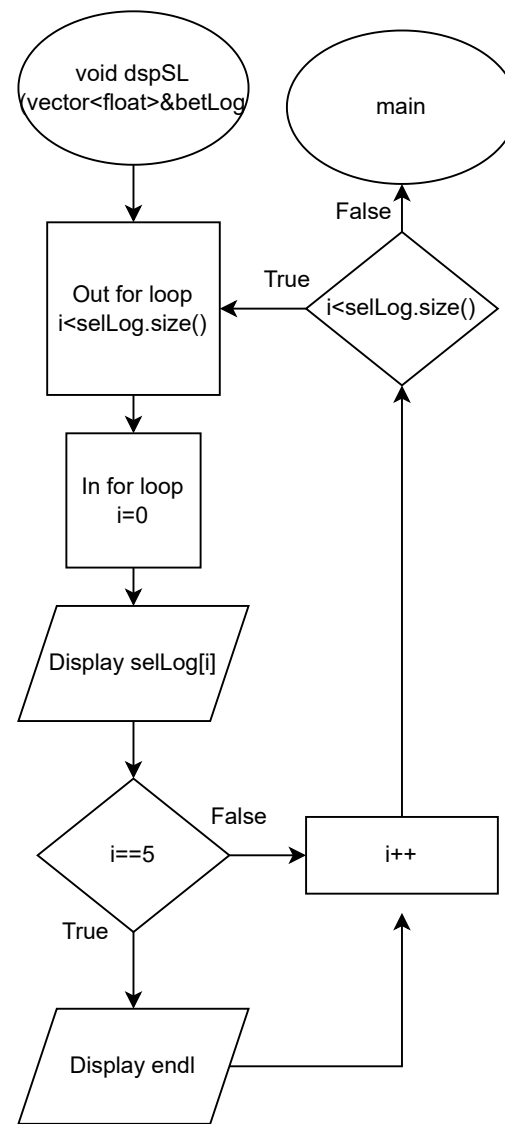 void dspSL
(vector<float>&betLog
main
False
True
Out for loop
i<selLog.size()
i<selLog.size()
In for loop
i=0
Display selLog[i]
False
i==5
i++
True
Display endl